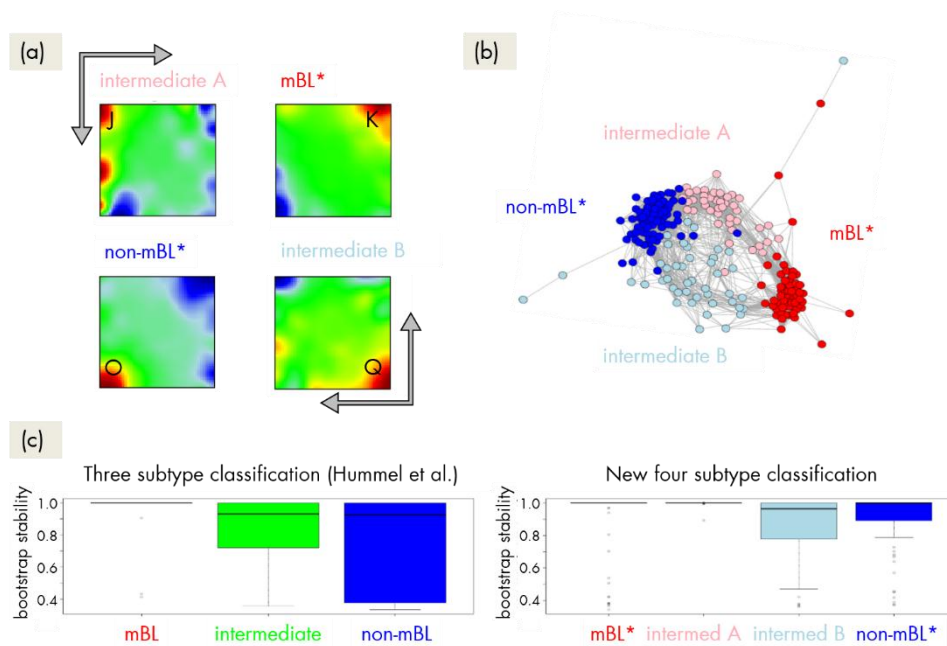 (a)
intermediate A
mBL*
J
K
non-mBL*
intermediate B
O
Q
(b)
intermediate A
non-mBL*
mBL*
intermediate B
(c)
Three subtype classification (Hummel et al.)
bootstrap stability
1.0
0.8
0.6
0.4
mBL
intermediate
non-mBL
New four subtype classification
bootstrap stability
1.0
0.8
0.6
0.4
mBL*
intermed A
intermed B
non-mBL*